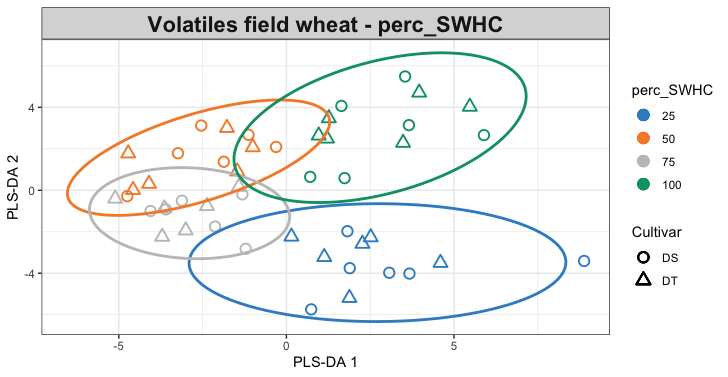 Volatiles field wheat - perc_SWHC
PLS-DA 2
4
0
-4
-5
0
5
PLS-DA 1
perc_SWHC
25
50
75
100
Cultivar
DS
DT